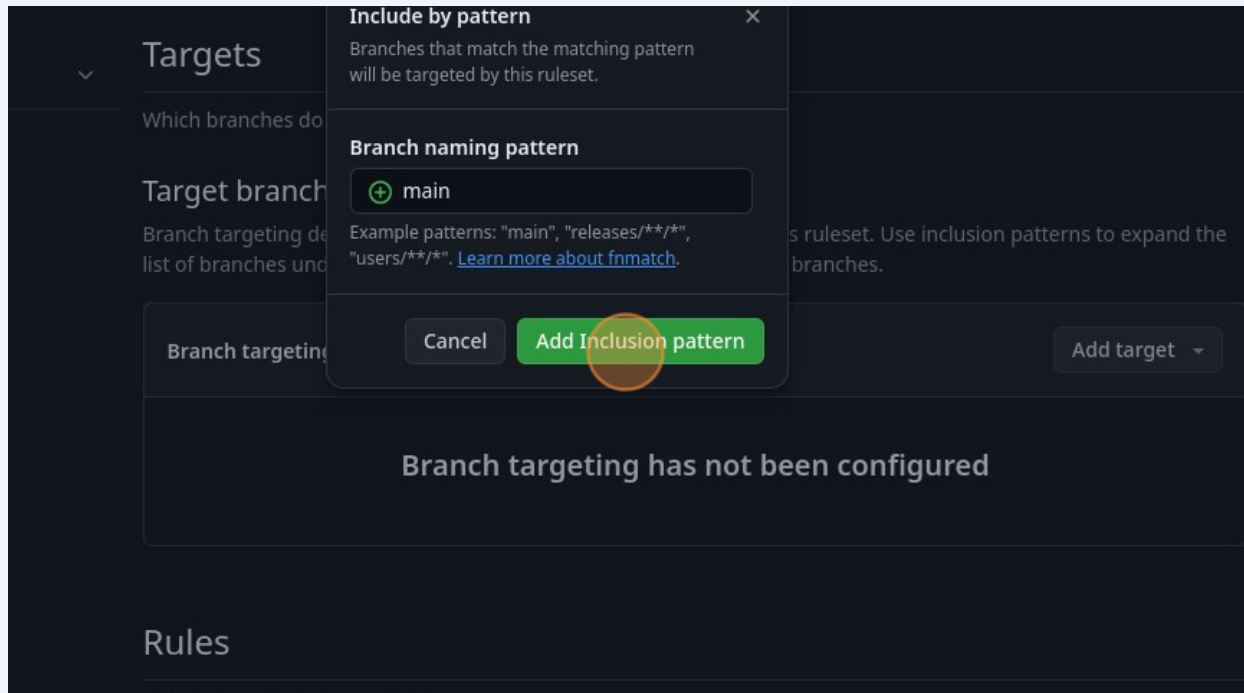 Include by pattern
Branches that match the matching pattern
will be targeted by this ruleset.
Targets
Which branches do
Branch naming pattern
main
Example patterns: "main", "releases/**/*",
"users/**/*". Learn more about fnmatch.
Target branch
Branch targeting de
s ruleset. Use inclusion patterns to expand the
list of branches und
branches.
Cancel
Add Inclusion pattern
Branch targeting
Add target
Branch targeting has not been configured
Rules